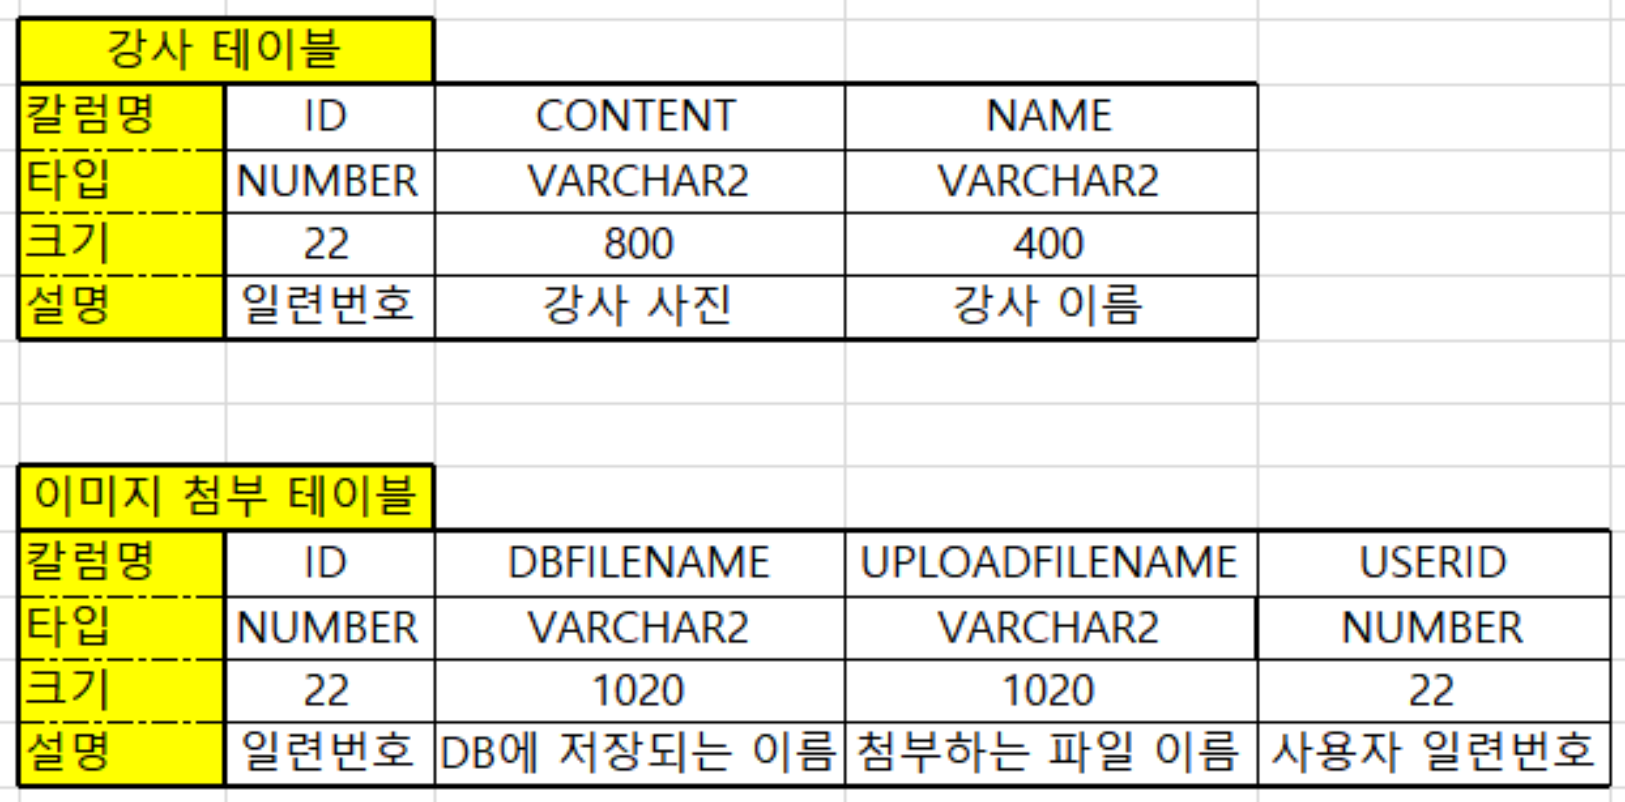 강사 테이블
칼럼명 ID CONTENT NAME
타입 NUMBER VARCHAR2 VARCHAR2
크기 22 800 400
설명 일련번호 강사 사진 강사 이름
이미지 첨부 테이블
칼럼명 ID DBFILENAME UPLOADFILENAME USERID
타입 NUMBER VARCHAR2 VARCHAR2 NUMBER
크기 22 1020 1020 22
설명 일련번호 DB에 저장되는 이름 첨부하는 파일 이름 사용자 일련번호